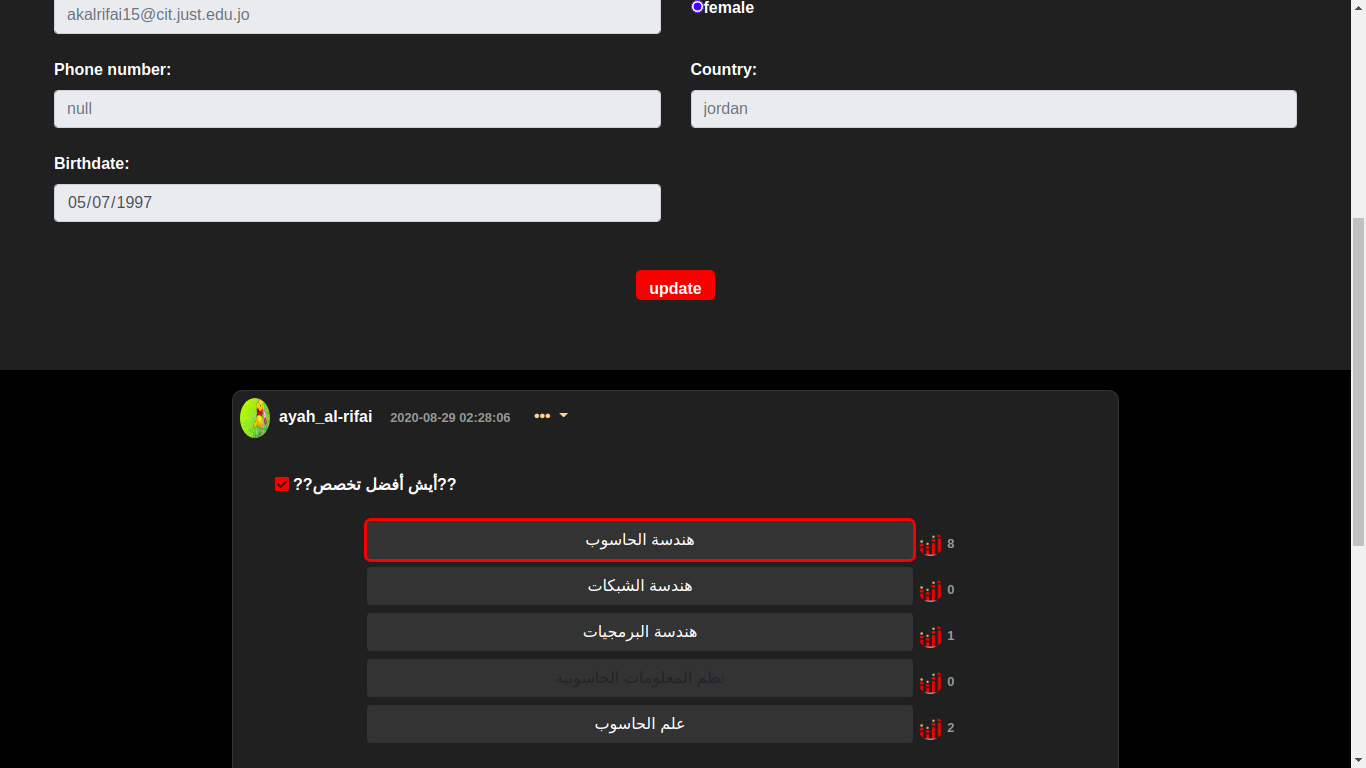 akalrifai15@cit.just.edu.jo
female
Phone number:
Country:
null
jordan
Birthdate:
05/07/1997
update
ayah_al-rifai 2020-08-29 02:28:06
??أيش أفضل تخصص??
هندسة الحاسوب 8
هندسة الشبكات 0
هندسة البرمجيات 1
نظم المعلومات الحاسوبية 0
علم الحاسوب 2